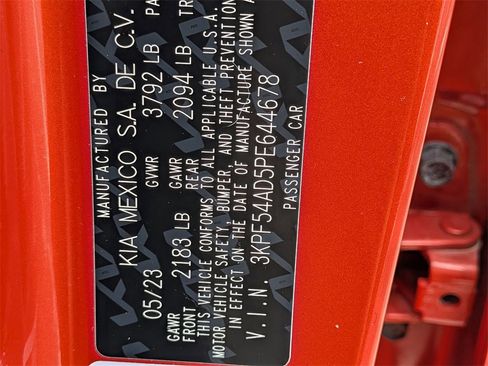 MANUFACTURED BY
KIA MEXICO S.A. DE C.V.
05/23 GVWR 3792 LB
GAWR FRONT 2183 LB GAWR REAR 2094 LB
THIS VEHICLE CONFORMS TO ALL APPLICABLE U.S.A.
MOTOR VEHICLE SAFETY, BUMPER, AND THEFT PREVENTION
IN EFFECT ON THE DATE OF MANUFACTURE SHOWN
V.I.N. 3KPF54AD5PE644678
PASSENGER CAR